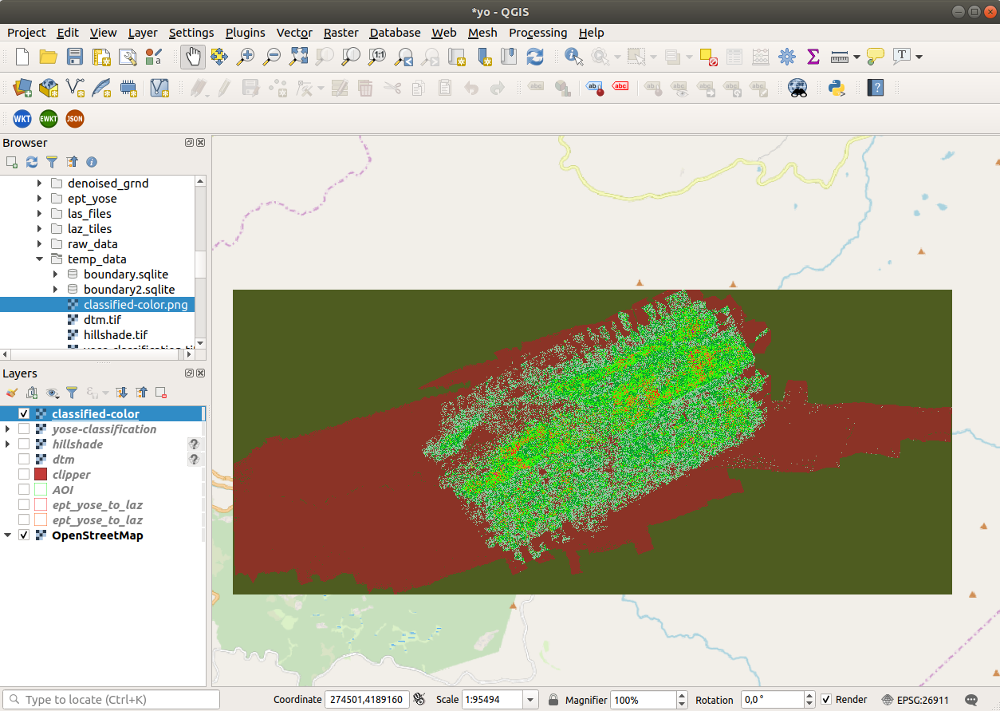 *yo - QGIS
Project Edit View Layer Settings Plugins Vector Raster Database Web Mesh Processing Help
WKT EWKT JSON
Browser
denoised_grnd
ept_yose
las_files
laz_tiles
raw_data
temp_data
boundary.sqlite
boundary2.sqlite
classified-color.png
dtm.tif
hillshade.tif
Layers
classified-color
yose-classification
hillshade ?
dtm ?
clipper
AOI
ept_yose_to_laz
ept_yose_to_laz
OpenStreetMap
Type to locate (Ctrl+K) Coordinate 274501,4189160 Scale 1:95494 Magnifier 100% Rotation 0,0 ° Render EPSG:26911